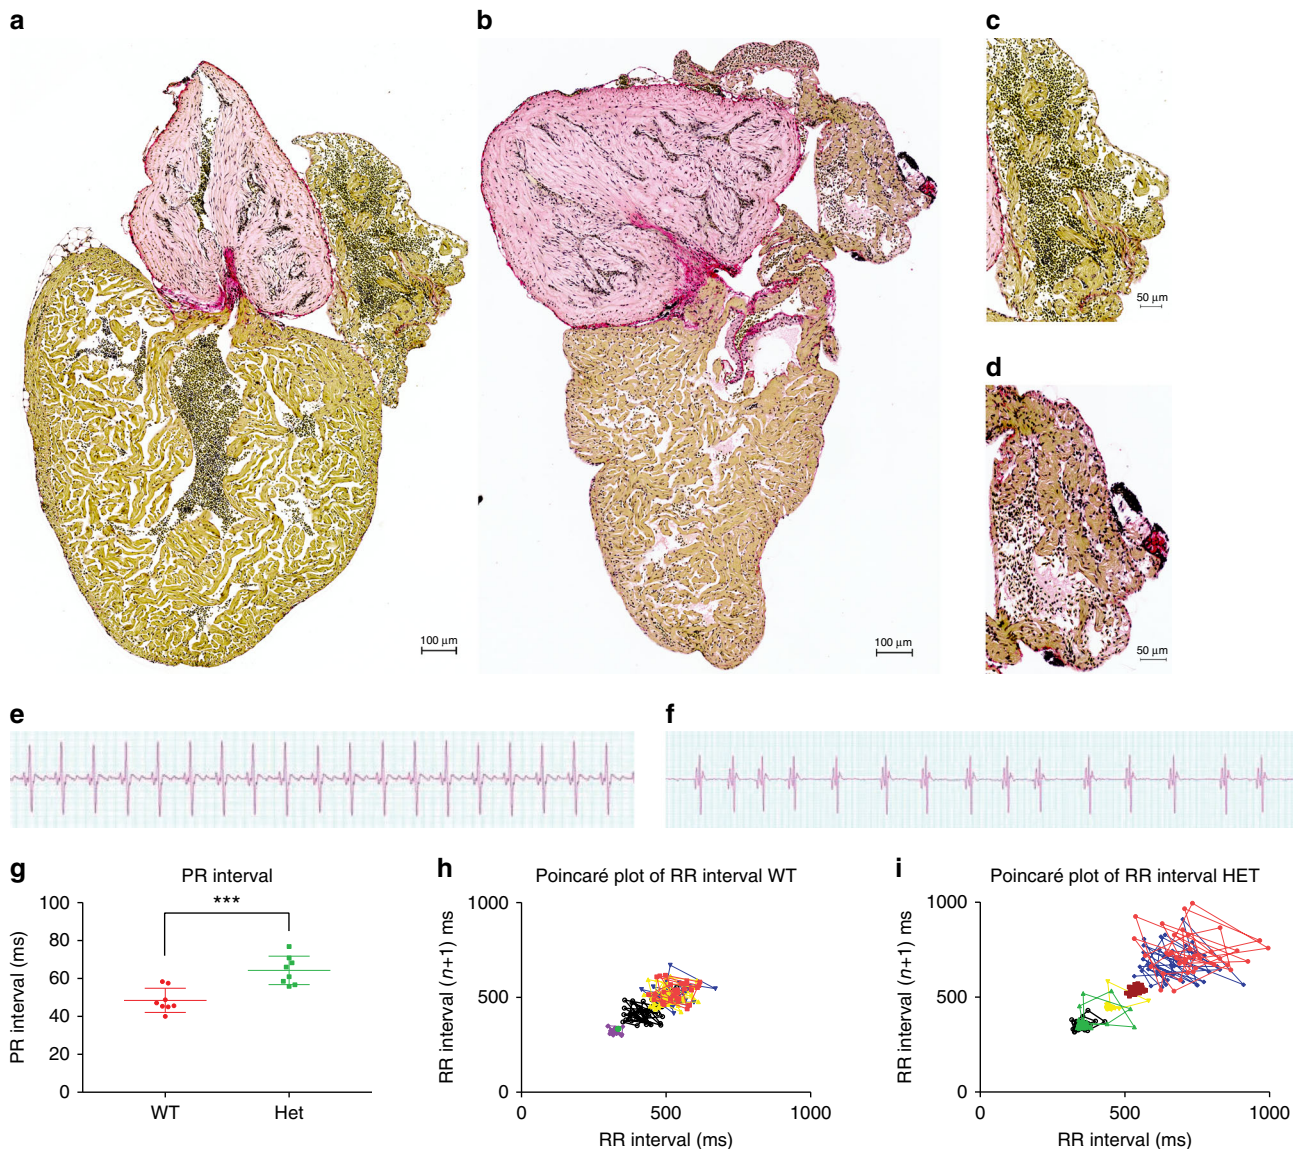 a
b
c
50 µm
d
50 µm
100 µm
100 µm
e
f
g
PR interval
***
PR interval (ms)
100
80
60
40
20
0
WT
Het
h
Poincaré plot of RR interval WT
RR interval (n+1) ms
1000
500
0
0
500
1000
RR interval (ms)
i
Poincaré plot of RR interval HET
RR interval (n+1) ms
1000
500
0
0
500
1000
RR interval (ms)